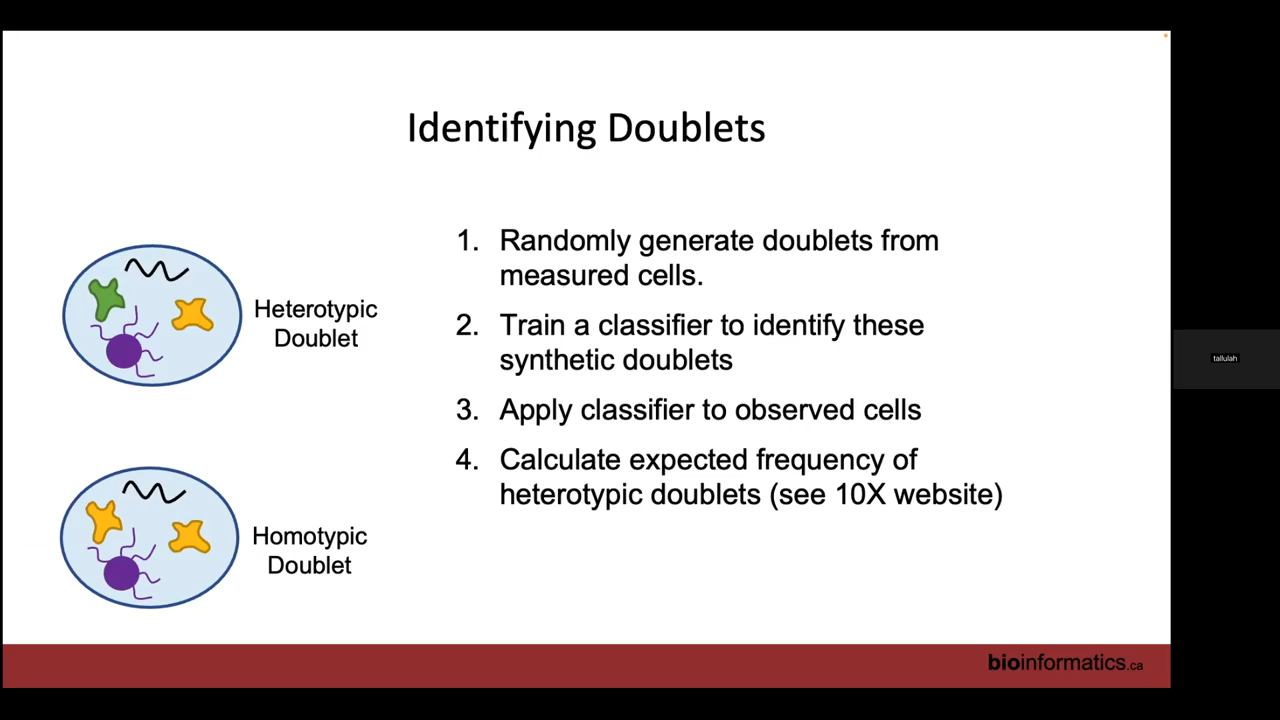 Identifying Doublets
Heterotypic
Doublet
Homotypic
Doublet
1. Randomly generate doublets from
measured cells.
2. Train a classifier to identify these
synthetic doublets
3. Apply classifier to observed cells
4. Calculate expected frequency of
heterotypic doublets (see 10X website)
tallulah
bioinformatics.ca